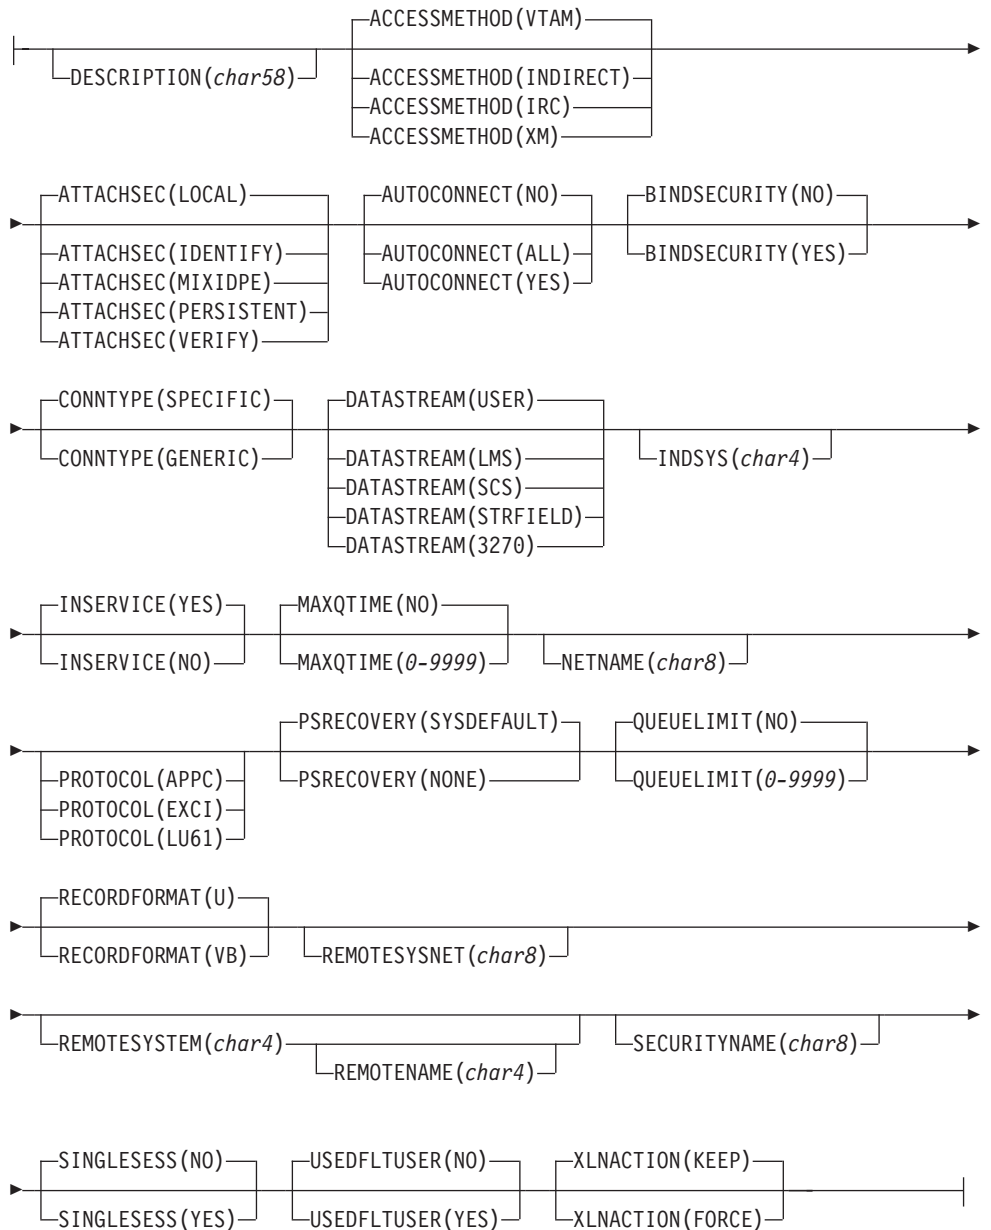 ACCESSMETHOD(VTAM)
DESCRIPTION(char58) ACCESSMETHOD(INDIRECT)
ACCESSMETHOD(IRC)
ACCESSMETHOD(XM)
ATTACHSEC(LOCAL) AUTOCONNECT(NO) BINDSECURITY(NO)
ATTACHSEC(IDENTIFY) AUTOCONNECT(ALL) BINDSECURITY(YES)
ATTACHSEC(MIXIDPE) AUTOCONNECT(YES)
ATTACHSEC(PERSISTENT)
ATTACHSEC(VERIFY)
CONNTYPE(SPECIFIC) DATASTREAM(USER)
CONNTYPE(GENERIC) DATASTREAM(LMS) INDSYS(char4)
DATASTREAM(SCS)
DATASTREAM(STRFIELD)
DATASTREAM(3270)
INSERVICE(YES) MAXQTIME(NO)
INSERVICE(NO) MAXQTIME(0-9999) NETNAME(char8)
PSRECOVERY(SYSDEFAULT) QUEUELIMIT(NO)
PROTOCOL(APPC) PSRECOVERY(NONE) QUEUELIMIT(0-9999)
PROTOCOL(EXCI)
PROTOCOL(LU61)
RECORDFORMAT(U)
RECORDFORMAT(VB) REMOTESYSNET(char8)
REMOTESYSTEM(char4) SECURITYNAME(char8)
REMOTENAME(char4)
SINGLESESS(NO) USEDFLTUSER(NO) XLNACTION(KEEP)
SINGLESESS(YES) USEDFLTUSER(YES) XLNACTION(FORCE)